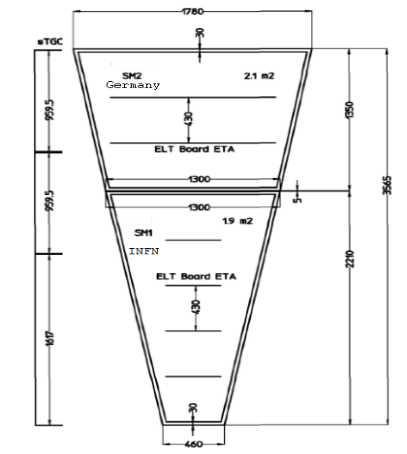 1780
30
sTGC
SM2 2.1 m2
Germany
959.5
430
1350
ELT Board ETA
1300
3565
5
1300
1.9 m2
959.5
SM1
INFN
ELT Board ETA
2210
430
1617
30
460